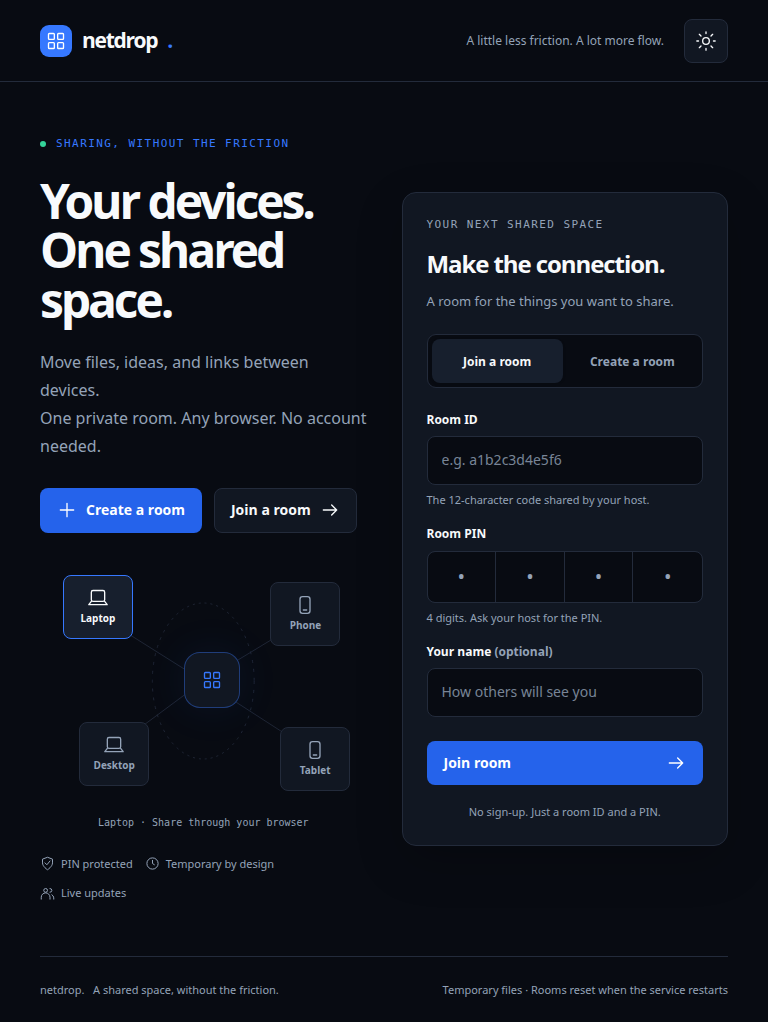 netdrop .
A little less friction. A lot more flow.
SHARING, WITHOUT THE FRICTION
Your devices.
One shared
space.
Move files, ideas, and links between
devices.
One private room. Any browser. No account
needed.
Create a room
Join a room
Laptop
Phone
Desktop
Tablet
Laptop · Share through your browser
PIN protected
Temporary by design
Live updates
YOUR NEXT SHARED SPACE
Make the connection.
A room for the things you want to share.
Join a room
Create a room
Room ID
e.g. a1b2c3d4e5f6
The 12-character code shared by your host.
Room PIN
• • • •
4 digits. Ask your host for the PIN.
Your name (optional)
How others will see you
Join room
No sign-up. Just a room ID and a PIN.
netdrop. A shared space, without the friction.
Temporary files · Rooms reset when the service restarts